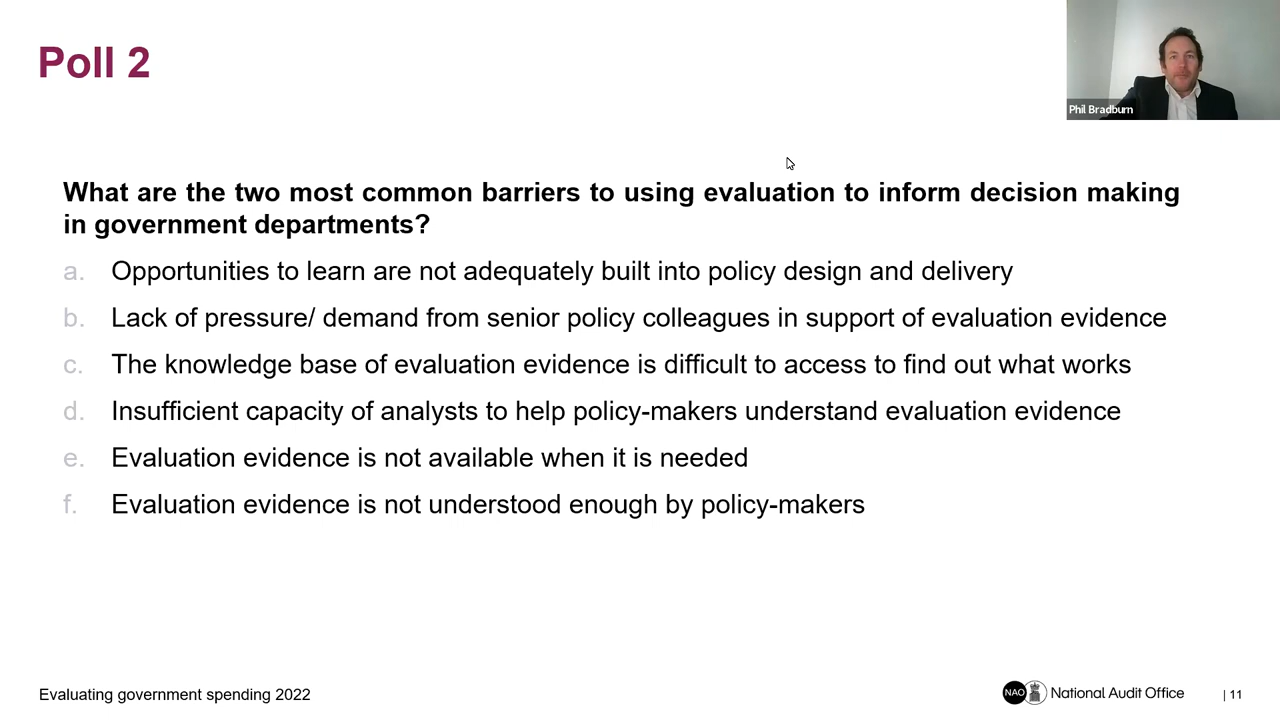 Poll 2
Phil Bradburn
What are the two most common barriers to using evaluation to inform decision making
in government departments?
a. Opportunities to learn are not adequately built into policy design and delivery
b. Lack of pressure/ demand from senior policy colleagues in support of evaluation evidence
c. The knowledge base of evaluation evidence is difficult to access to find out what works
d. Insufficient capacity of analysts to help policy-makers understand evaluation evidence
e. Evaluation evidence is not available when it is needed
f. Evaluation evidence is not understood enough by policy-makers
Evaluating government spending 2022
NAO National Audit Office
| 11